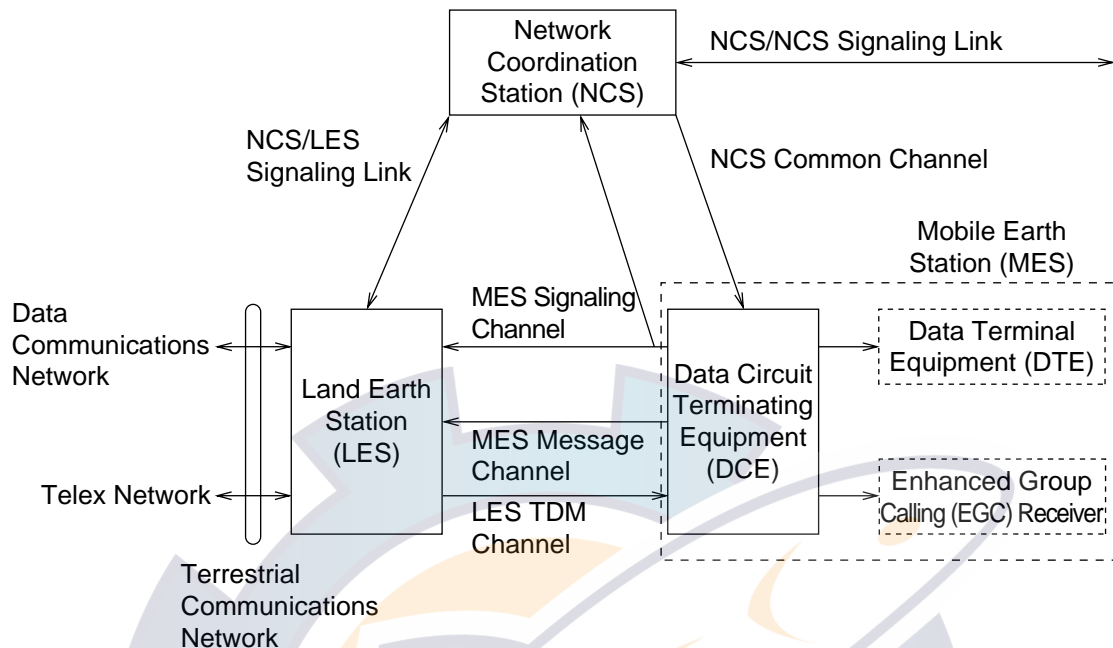 Network
Coordination
Station (NCS)
NCS/NCS Signaling Link
NCS/LES
Signaling Link
NCS Common Channel
Mobile Earth
Station (MES)
Data
Communications
Network
MES Signaling
Channel
Data Terminal
Equipment (DTE)
Land Earth
Station
(LES)
Data Circuit
Terminating
Equipment
(DCE)
MES Message
Channel
Telex Network
LES TDM
Channel
Enhanced Group
Calling (EGC) Receiver
Terrestrial
Communications
Network